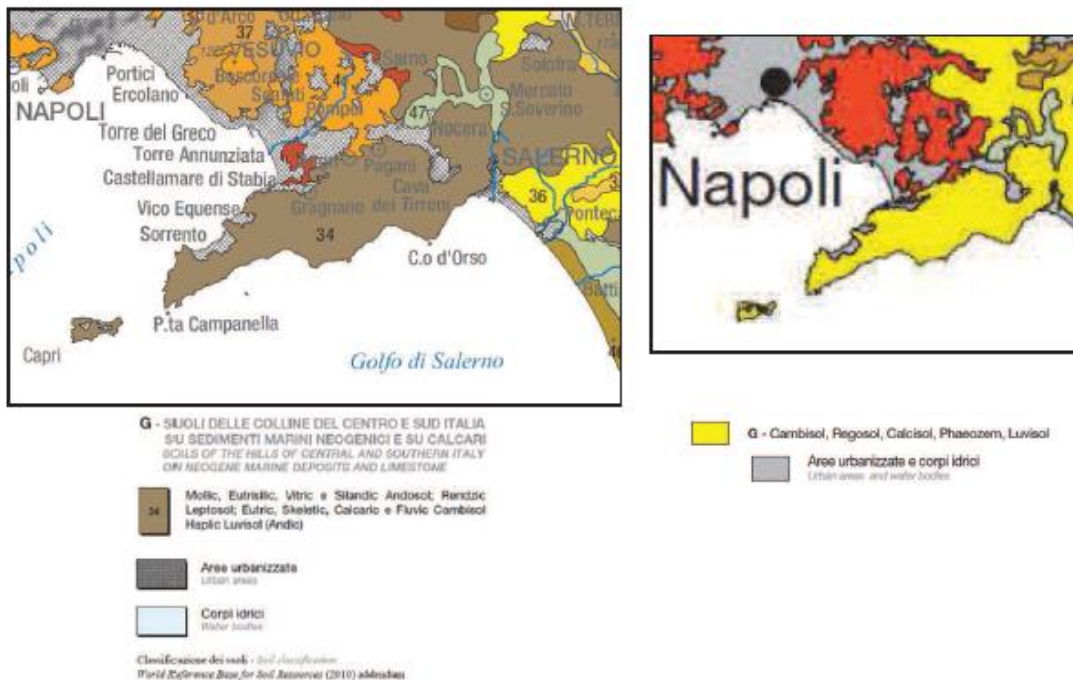 VESUVIO
37
Portici
Ercolano
NAPOLI
Pompei
Sarno
Solofra
Mercato
S.Severino
47
Nocera
Torre del Greco
Torre Annunziata
Pagani
SALERNO
Castellamare di Stabia
Cava
dei Tirreni
36
Gragnano
Vico Equense
Sorrento
34
C.o d'Orso
P.ta Campanella
Capri
Golfo di Salerno
Napoli
G - SUOLI DELLE COLLINE DEL CENTRO E SUD ITALIA
SU SEDIMENTI MARINI NEOGENICI E SU CALCARI
SOILS OF THE HILLS OF CENTRAL AND SOUTHERN ITALY
ON NEOGENE MARINE DEPOSITS AND LIMESTONE
34
Mollic, Eutrisilic, Vitric e Silandic Andosol; Rendzic
Leptosol; Eutric, Skeletic, Calcaric e Fluvic Cambisol
Haplic Luvisol (Andic)
Aree urbanizzate
Urban areas
Corpi idrici
Water bodies
Classificazione dei suoli - Soil classification
World Reference Base for Soil Resources (2010) addendum
G - Cambisol, Regosol, Calcisol, Phaeozem, Luvisol
Aree urbanizzate e corpi idrici
Urban areas and water bodies